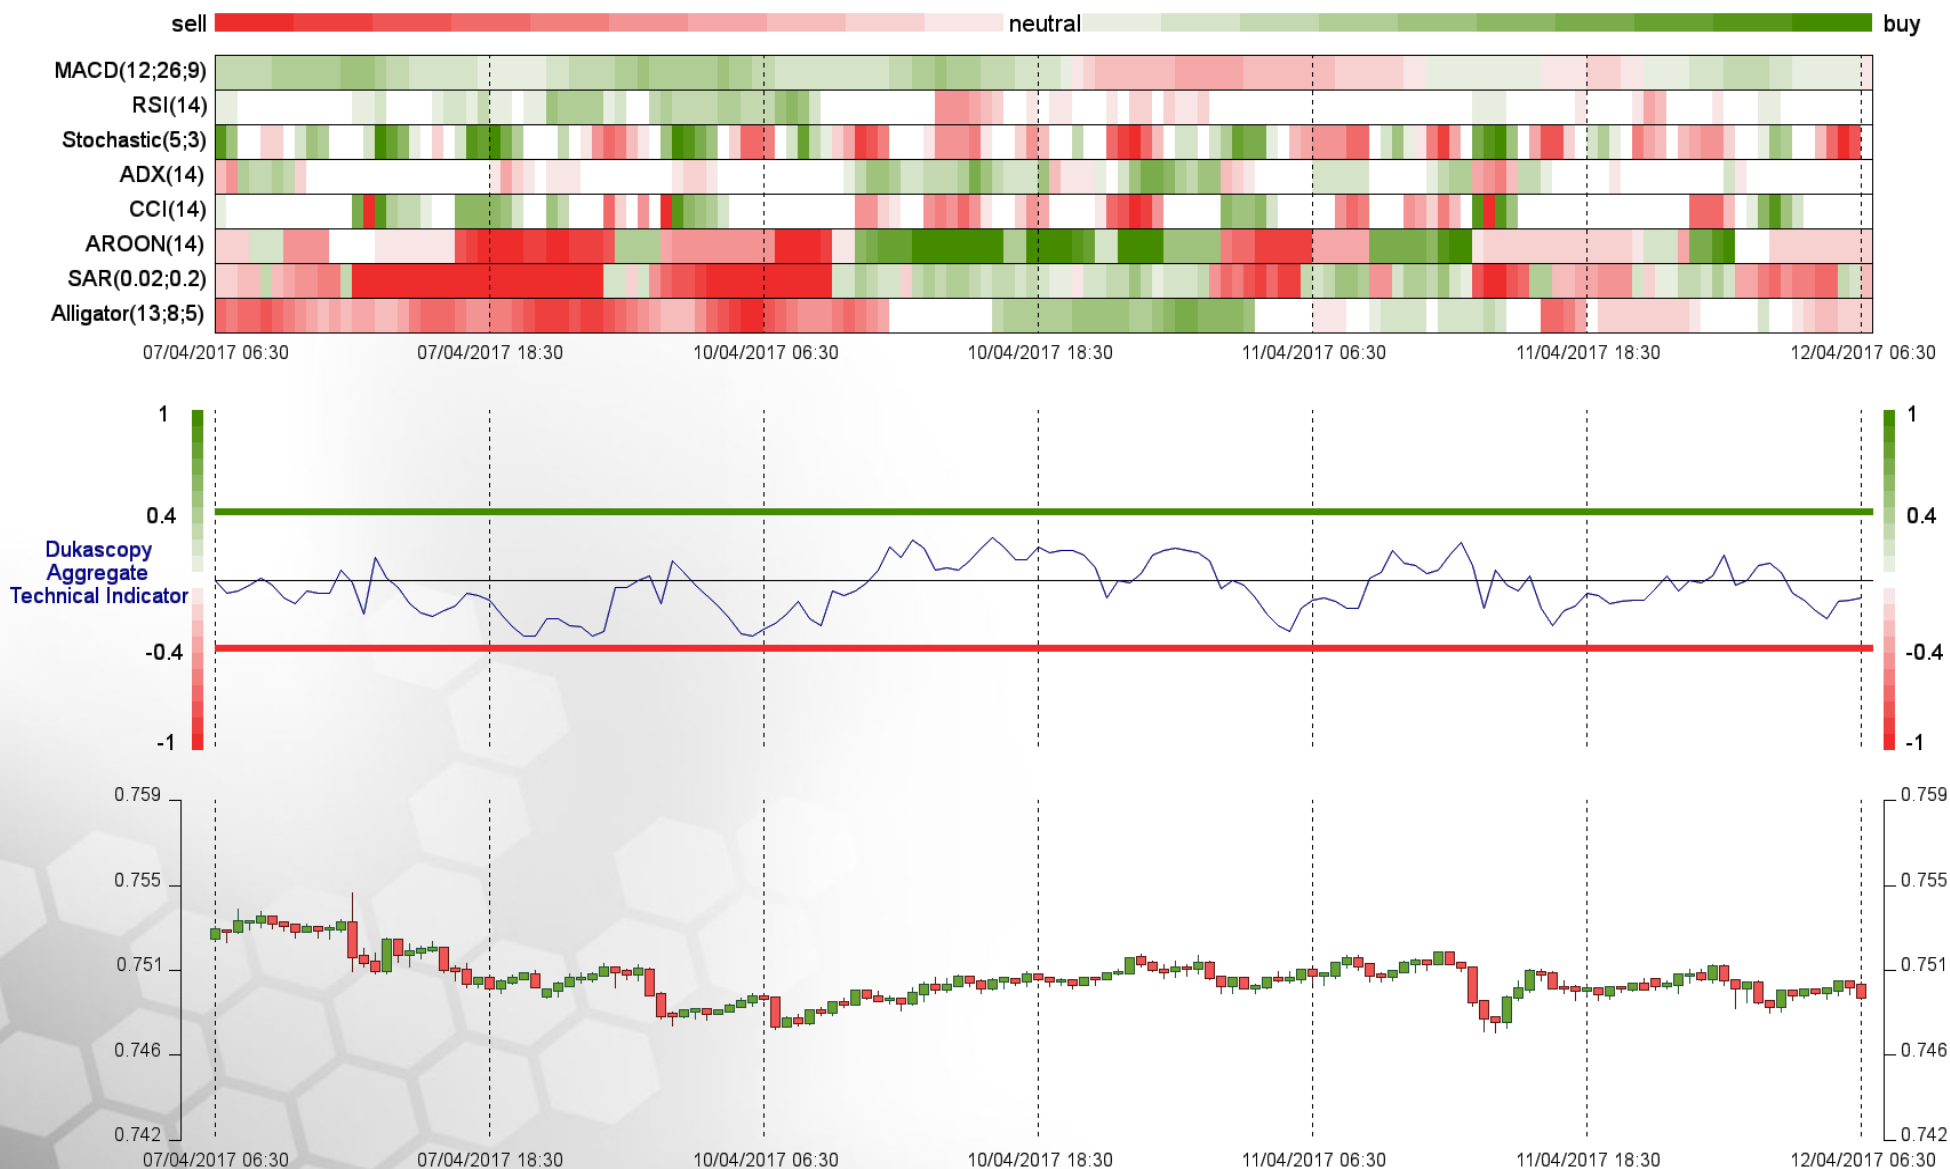 sell neutral buy
MACD(12;26;9)
RSI(14)
Stochastic(5;3)
ADX(14)
CCI(14)
AROON(14)
SAR(0.02;0.2)
Alligator(13;8;5)
07/04/2017 06:30 07/04/2017 18:30 10/04/2017 06:30 10/04/2017 18:30 11/04/2017 06:30 11/04/2017 18:30 12/04/2017 06:30
1 1
0.4 0.4
Dukascopy
Aggregate
Technical Indicator
-0.4 -0.4
-1 -1
0.759 0.759
0.755 0.755
0.751 0.751
0.746 0.746
0.742 0.742
07/04/2017 06:30 07/04/2017 18:30 10/04/2017 06:30 10/04/2017 18:30 11/04/2017 06:30 11/04/2017 18:30 12/04/2017 06:30